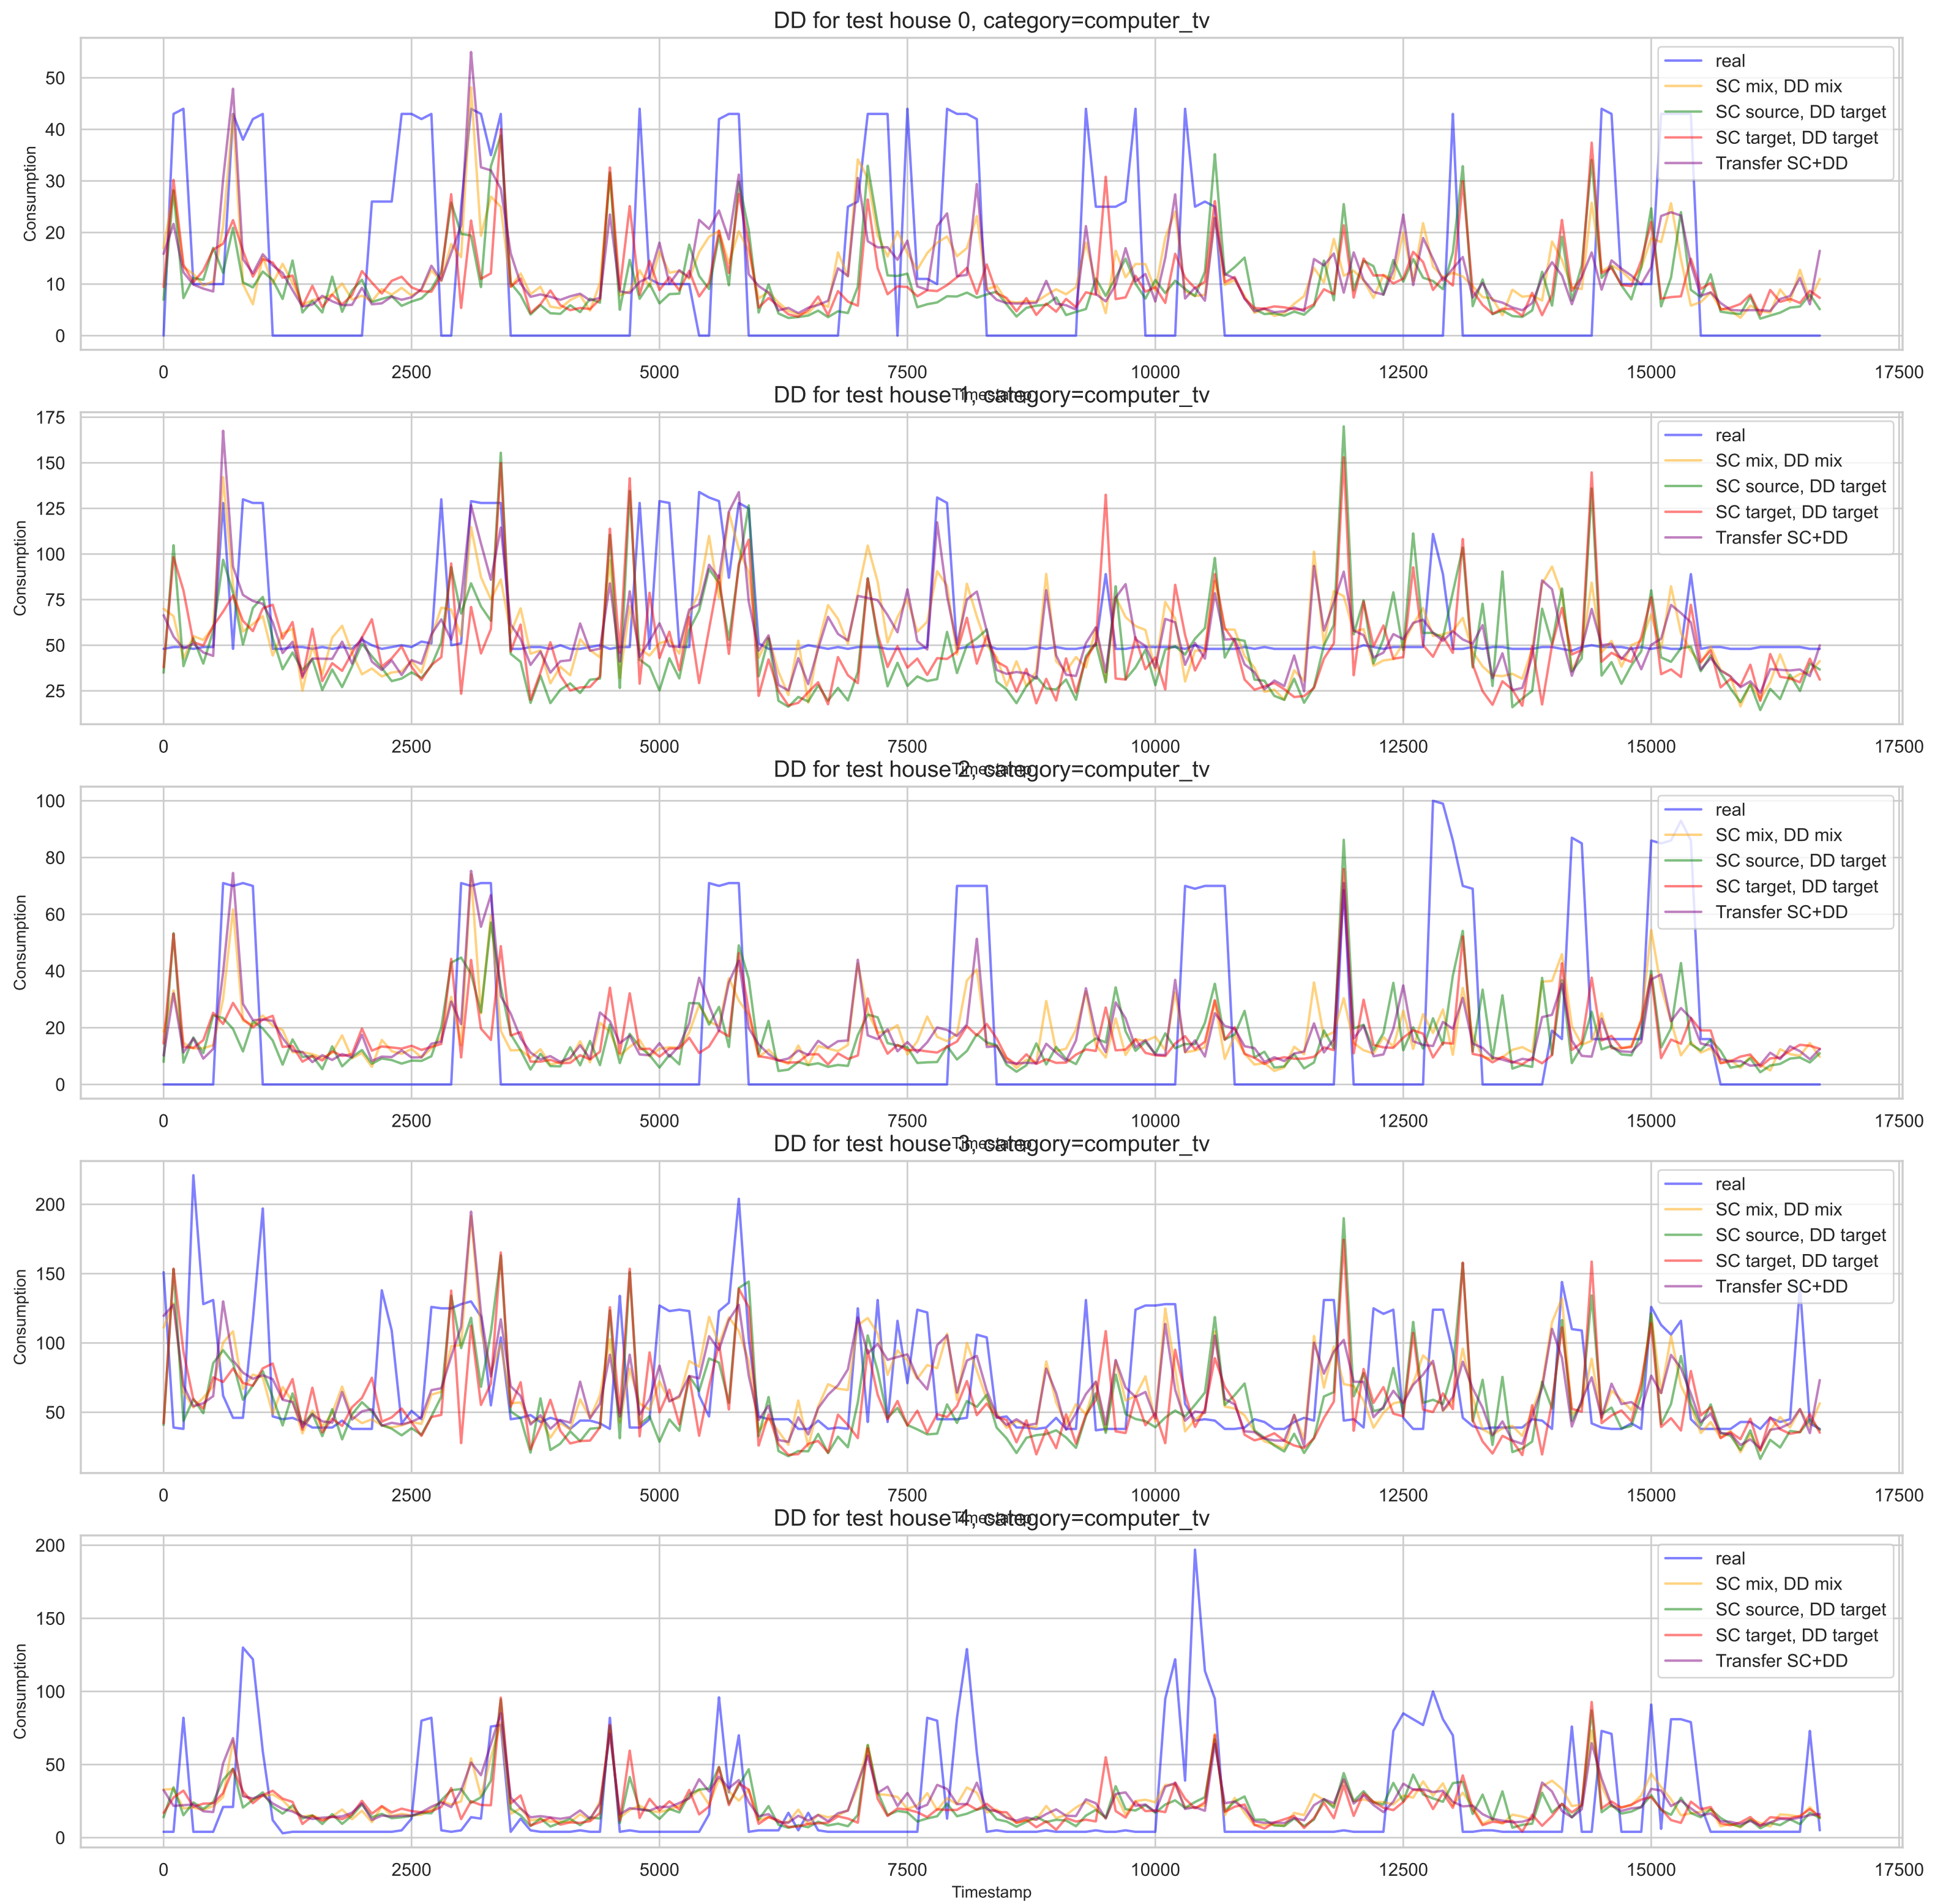 DD for test house 0, category=computer_tv
50
40
30
20
10
0
Consumption
real
SC mix, DD mix
SC source, DD target
SC target, DD target
Transfer SC+DD
0 2500 5000 7500 10000 12500 15000 17500
Timestamp
DD for test house 1, category=computer_tv
175
150
125
100
75
50
25
Consumption
real
SC mix, DD mix
SC source, DD target
SC target, DD target
Transfer SC+DD
0 2500 5000 7500 10000 12500 15000 17500
Timestamp
DD for test house 2, category=computer_tv
100
80
60
40
20
0
Consumption
real
SC mix, DD mix
SC source, DD target
SC target, DD target
Transfer SC+DD
0 2500 5000 7500 10000 12500 15000 17500
Timestamp
DD for test house 3, category=computer_tv
200
150
100
50
Consumption
real
SC mix, DD mix
SC source, DD target
SC target, DD target
Transfer SC+DD
0 2500 5000 7500 10000 12500 15000 17500
Timestamp
DD for test house 4, category=computer_tv
200
150
100
50
0
Consumption
real
SC mix, DD mix
SC source, DD target
SC target, DD target
Transfer SC+DD
0 2500 5000 7500 10000 12500 15000 17500
Timestamp